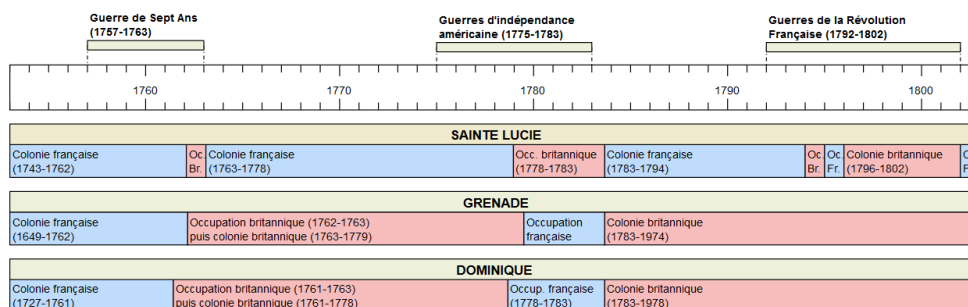 Guerre de Sept Ans
(1757-1763)
Guerres d'indépendance
américaine (1775-1783)
Guerres de la Révolution
Française (1792-1802)
1760 1770 1780 1790 1800
SAINTE LUCIE
Colonie française
(1743-1762)
Oc.
Br.
Colonie française
(1763-1778)
Occ. britannique
(1778-1783)
Colonie française
(1783-1794)
Oc.
Br.
Oc.
Fr.
Colonie britannique
(1796-1802)
GRENADE
Colonie française
(1649-1762)
Occupation britannique (1762-1763)
puis colonie britannique (1763-1779)
Occupation
française
Colonie britannique
(1783-1974)
DOMINIQUE
Colonie française
(1727-1761)
Occupation britannique (1761-1763)
puis colonie britannique (1761-1778)
Occup. française
(1778-1783)
Colonie britannique
(1783-1978)